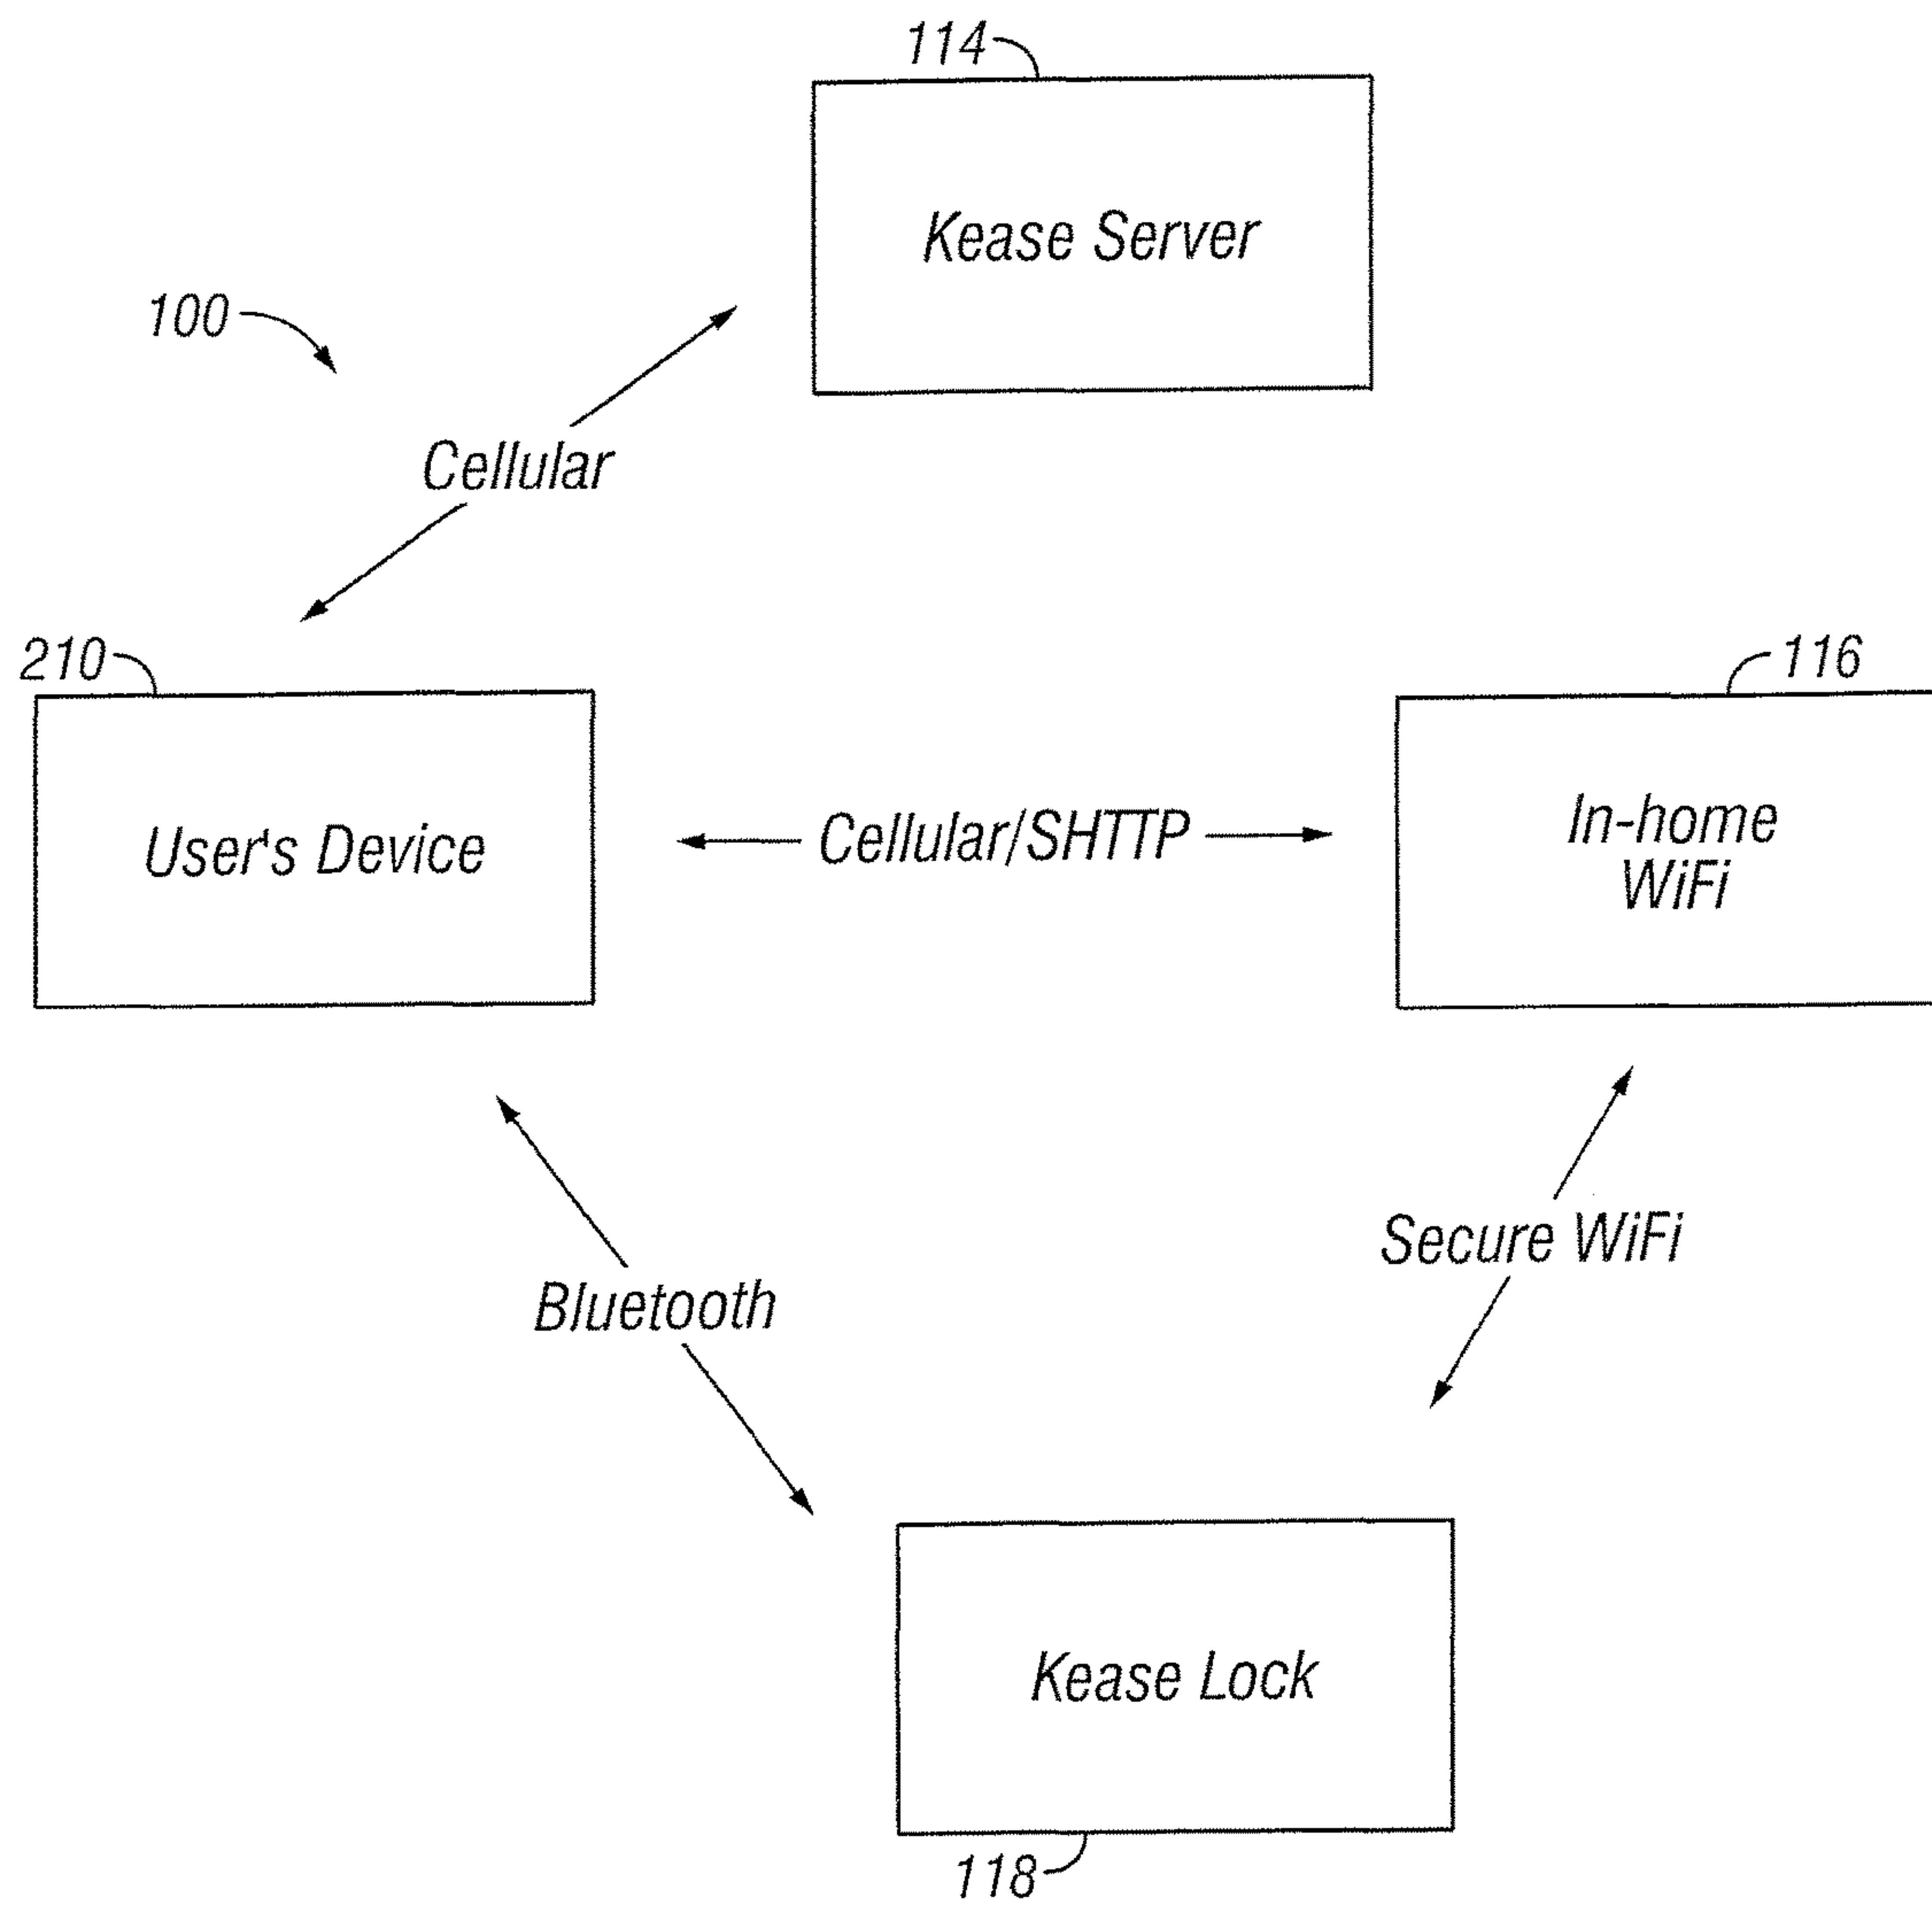 114
Kease Server
100
Cellular
210
116
User's Device
Cellular/SHTTP
In-home
WiFi
Secure WiFi
Bluetooth
Kease Lock
118